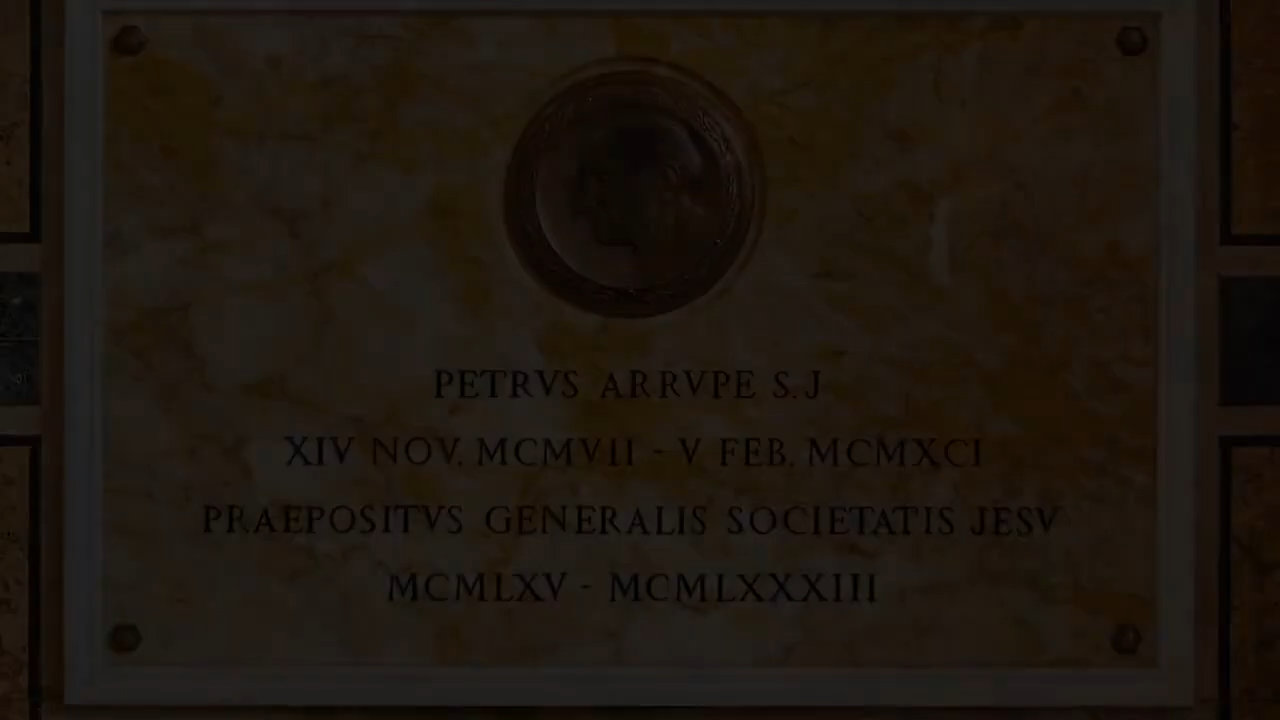 PETRVS ARRVPE S.J
XIV NOV. MCMVII - V FEB. MCMXCI
PRAEPOSITVS GENERALIS SOCIETATIS JESV
MCMLXV - MCMLXXXIII